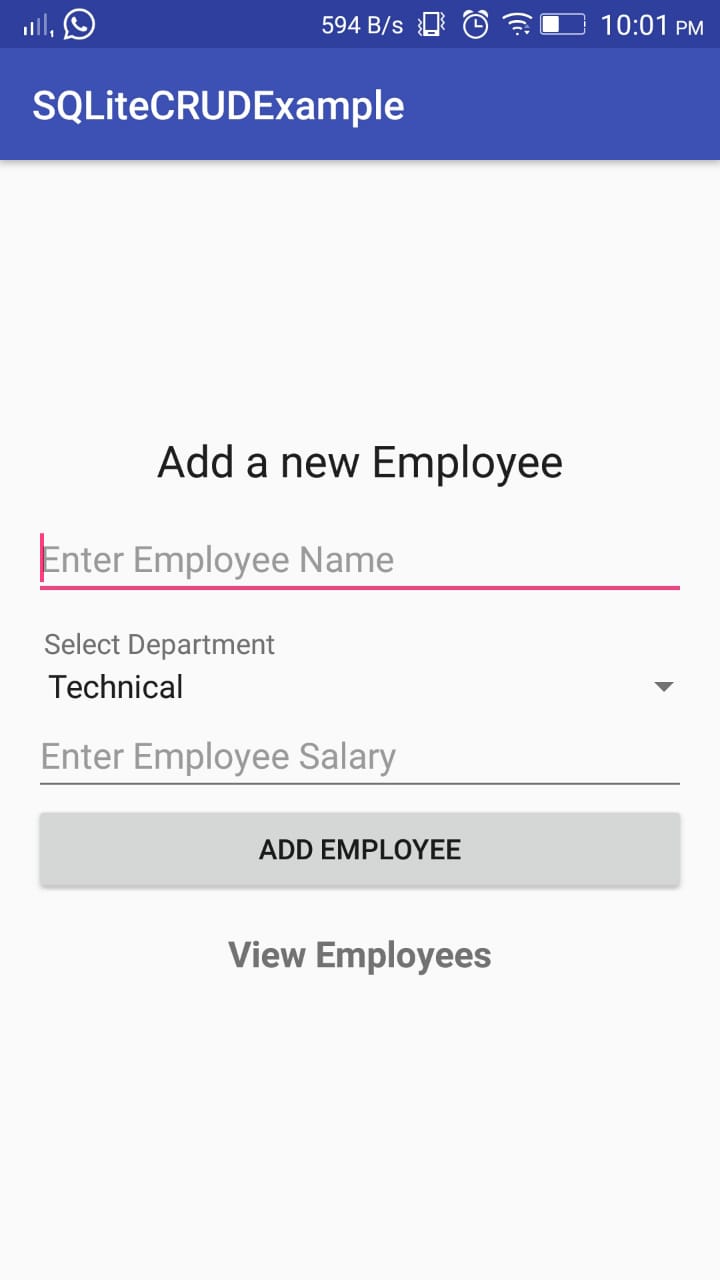 594 B/s 10:01 PM
SQLiteCRUDExample
Add a new Employee
Enter Employee Name
Select Department
Technical
Enter Employee Salary
ADD EMPLOYEE
View Employees